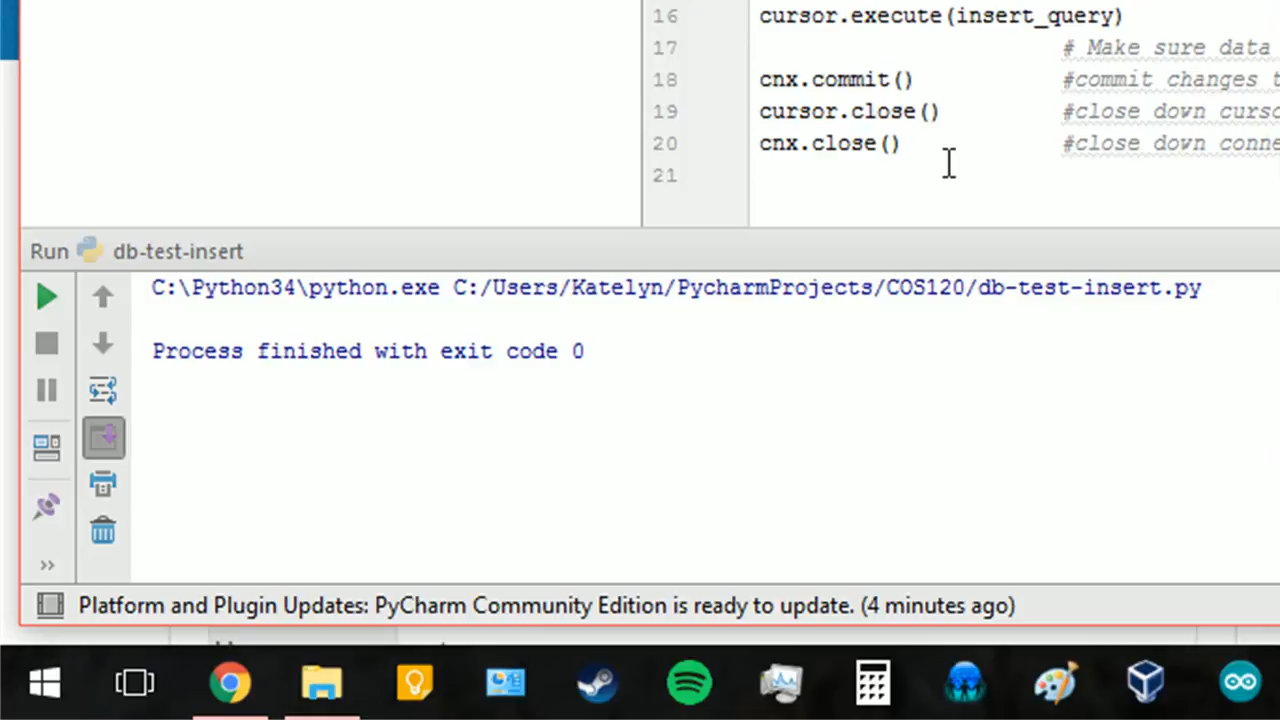 16 cursor.execute(insert_query)
17 # Make sure data
18 cnx.commit() #commit changes t
19 cursor.close() #close down curso
20 cnx.close() #close down conne
21
Run db-test-insert
C:\Python34\python.exe C:/Users/Katelyn/PycharmProjects/COS120/db-test-insert.py
Process finished with exit code 0
Platform and Plugin Updates: PyCharm Community Edition is ready to update. (4 minutes ago)